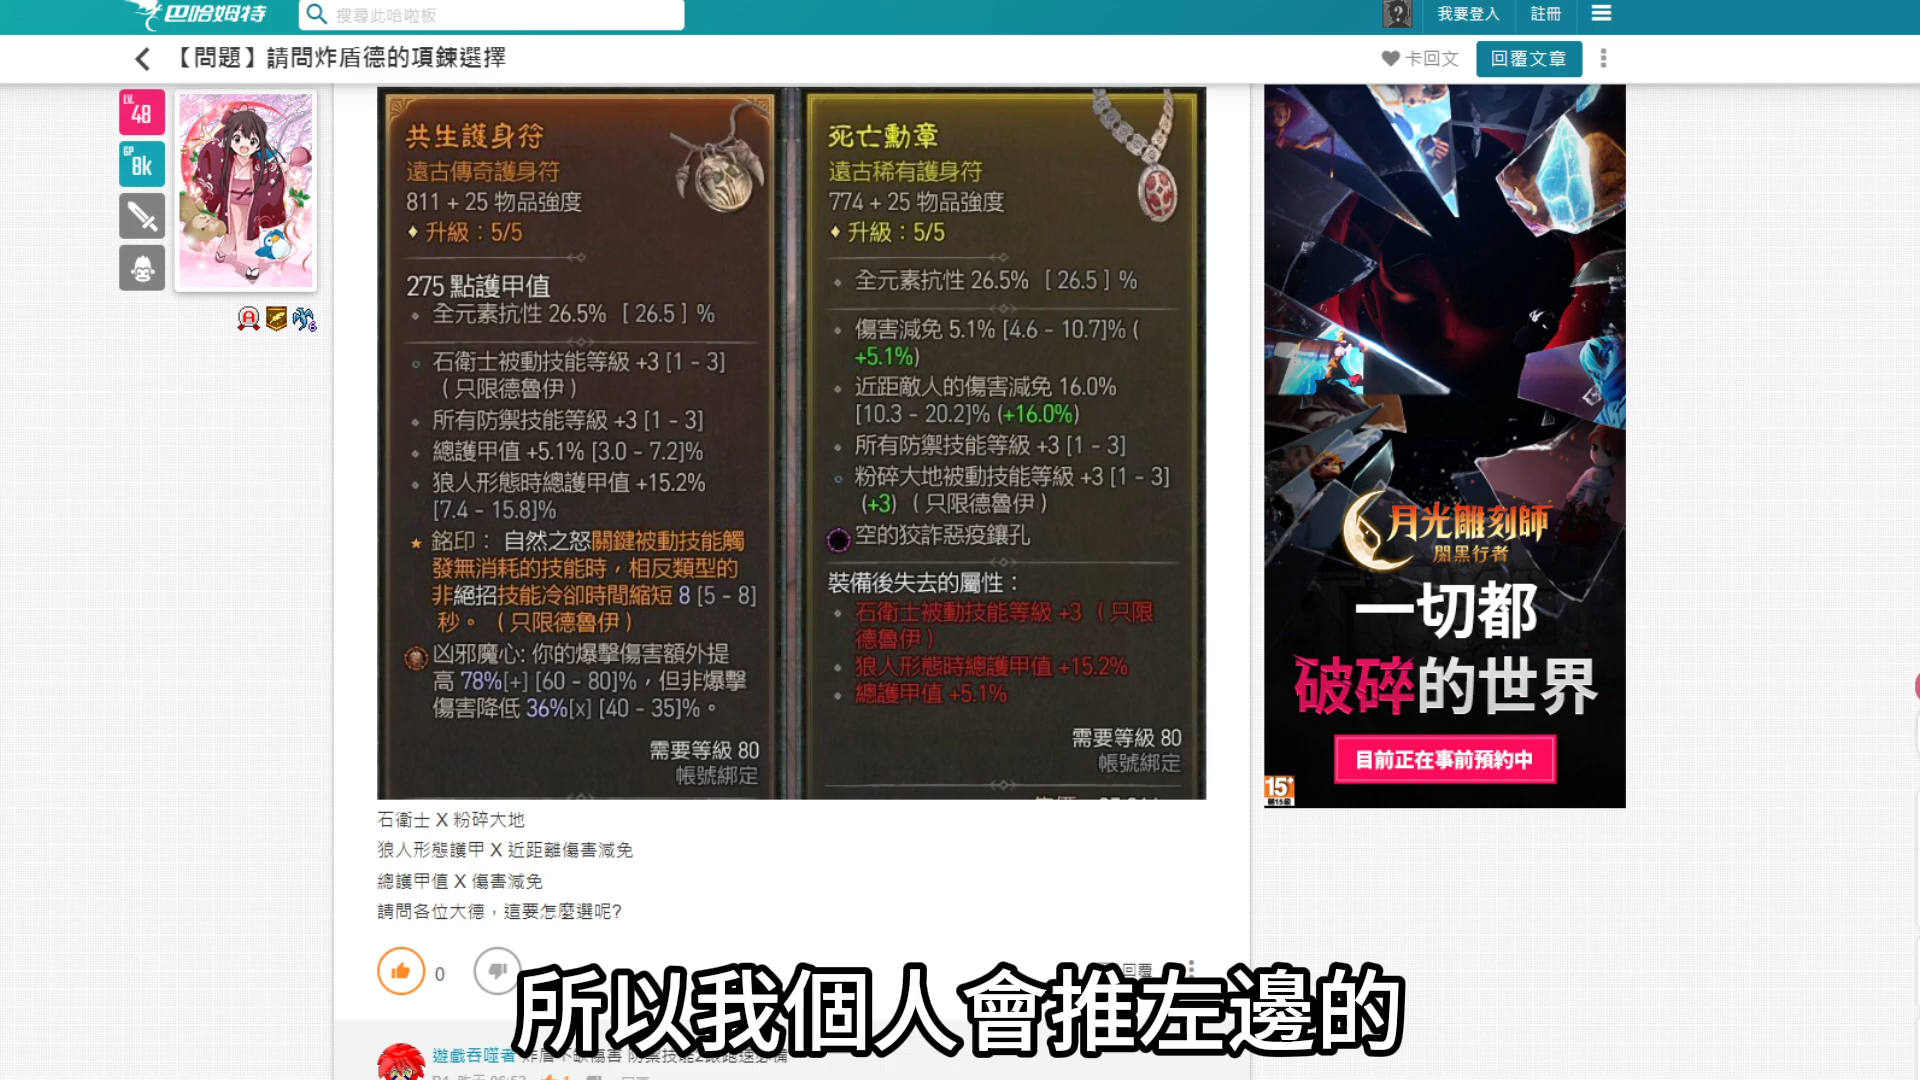 巴哈姆特
搜尋此哈啦板
我要登入
註冊
【問題】請問炸盾德的項鍊選擇
卡回文
回覆文章
LV.
48
GP
8k
共生護身符
遠古傳奇護身符
811 + 25 物品強度
升級：5/5
275 點護甲值
全元素抗性 26.5% [ 26.5 ] %
石衛士被動技能等級 +3 [1 - 3]
（只限德魯伊）
所有防禦技能等級 +3 [1 - 3]
總護甲值 +5.1% [3.0 - 7.2]%
狼人形態時總護甲值 +15.2%
[7.4 - 15.8]%
銘印： 自然之怒關鍵被動技能觸
發無消耗的技能時，相反類型的
非絕招技能冷卻時間縮短 8 [5 - 8]
秒。（只限德魯伊）
凶邪魔心: 你的爆擊傷害額外提
高 78%[+] [60 - 80]%，但非爆擊
傷害降低 36%[x] [40 - 35]%。
需要等級 80
帳號綁定
死亡勳章
遠古稀有護身符
774 + 25 物品強度
升級：5/5
全元素抗性 26.5% [ 26.5 ] %
傷害減免 5.1% [4.6 - 10.7]% (
+5.1%)
近距敵人的傷害減免 16.0%
[10.3 - 20.2]% (+16.0%)
所有防禦技能等級 +3 [1 - 3]
粉碎大地被動技能等級 +3 [1 - 3]
(+3) （只限德魯伊）
空的狡詐惡疫鑲孔
裝備後失去的屬性：
石衛士被動技能等級 +3 （只限
德魯伊）
狼人形態時總護甲值 +15.2%
總護甲值 +5.1%
需要等級 80
帳號綁定
石衛士 X 粉碎大地
狼人形態護甲 X 近距離傷害減免
總護甲值 X 傷害減免
請問各位大德，這要怎麼選呢?
0
回覆
所以我個人會推左邊的
遊戲吞噬者
月光雕刻師
闇黑行者
一切都
破碎的世界
目前正在事前預約中
15+